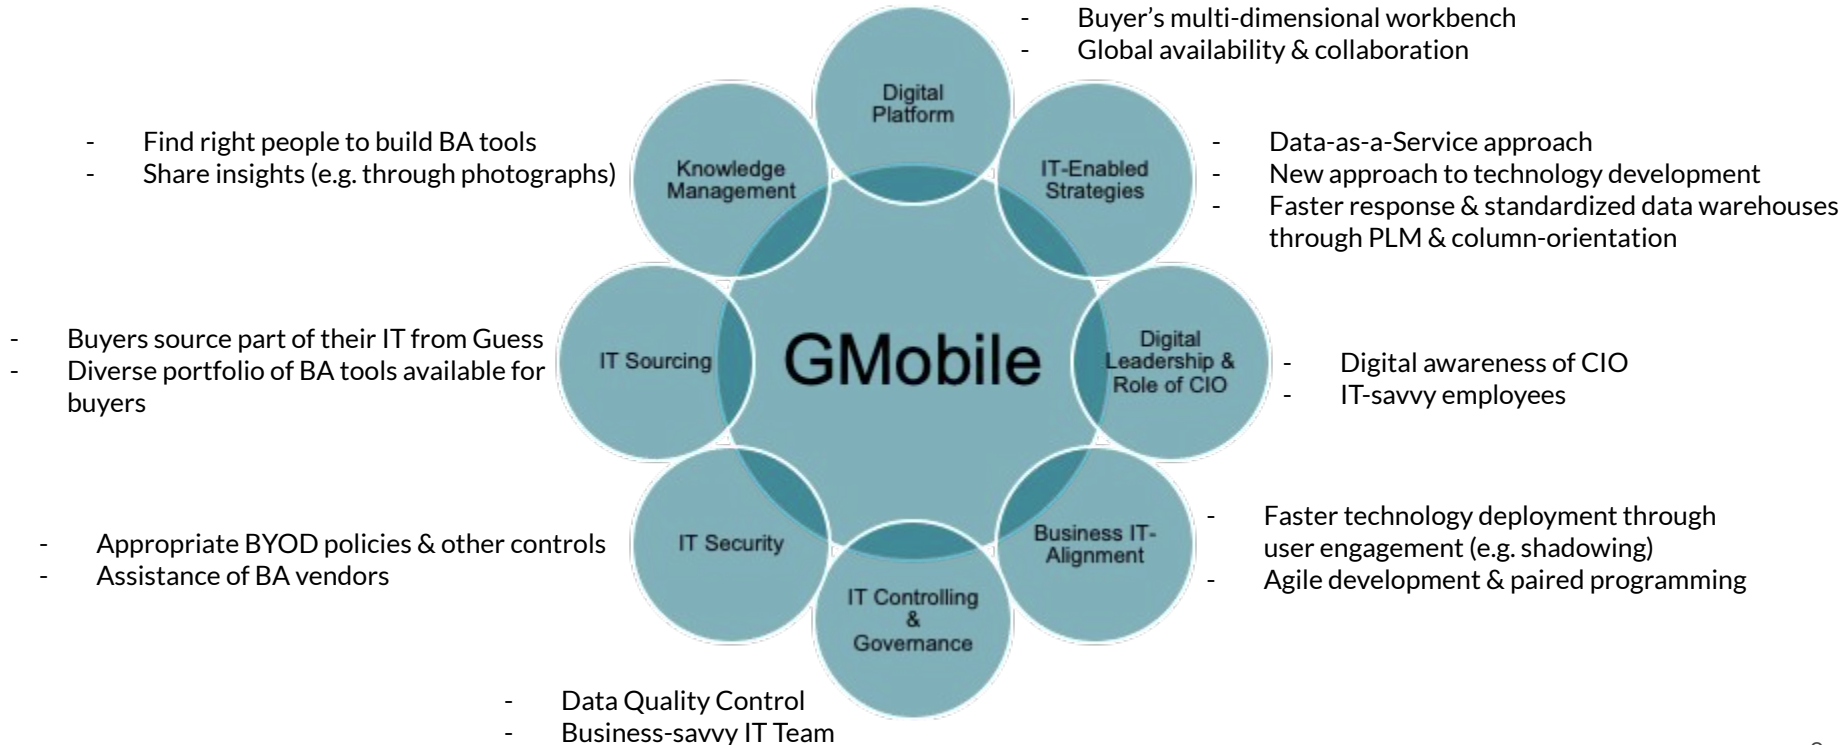 - Buyer’s multi-dimensional workbench
- Global availability & collaboration
Digital
Platform
- Find right people to build BA tools
- Share insights (e.g. through photographs)
Knowledge
Management
IT-Enabled
Strategies
- Data-as-a-Service approach
- New approach to technology development
- Faster response & standardized data warehouses
through PLM & column-orientation
- Buyers source part of their IT from Guess
- Diverse portfolio of BA tools available for
buyers
IT Sourcing
GMobile
Digital
Leadership &
Role of CIO
- Digital awareness of CIO
- IT-savvy employees
- Appropriate BYOD policies & other controls
- Assistance of BA vendors
IT Security
Business IT-
Alignment
- Faster technology deployment through
user engagement (e.g. shadowing)
- Agile development & paired programming
IT Controlling
&
Governance
- Data Quality Control
- Business-savvy IT Team